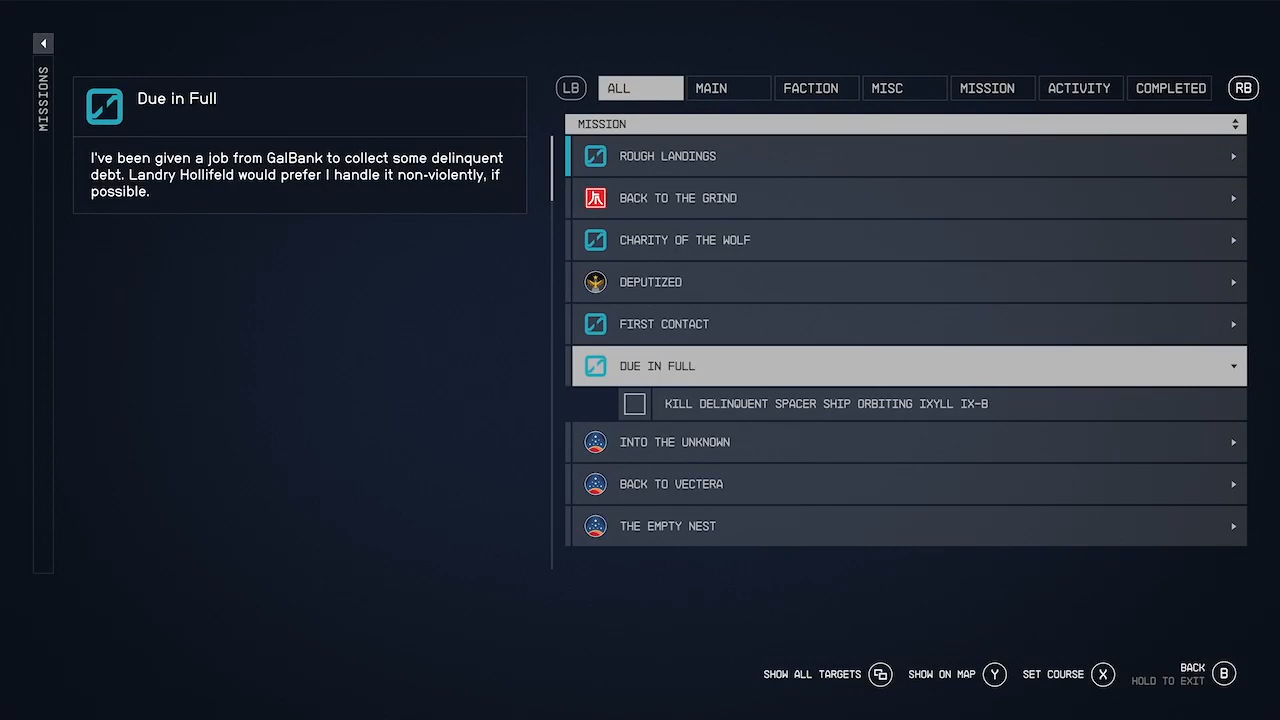 MISSIONS
Due in Full
I've been given a job from GalBank to collect some delinquent
debt. Landry Hollifeld would prefer I handle it non-violently, if
possible.
LB
ALL
MAIN
FACTION
MISC
MISSION
ACTIVITY
COMPLETED
RB
MISSION
ROUGH LANDINGS
BACK TO THE GRIND
CHARITY OF THE WOLF
DEPUTIZED
FIRST CONTACT
DUE IN FULL
KILL DELINQUENT SPACER SHIP ORBITING IXYLL IX-B
INTO THE UNKNOWN
BACK TO VECTERA
THE EMPTY NEST
SHOW ALL TARGETS
SHOW ON MAP Y
SET COURSE X
BACK B
HOLD TO EXIT